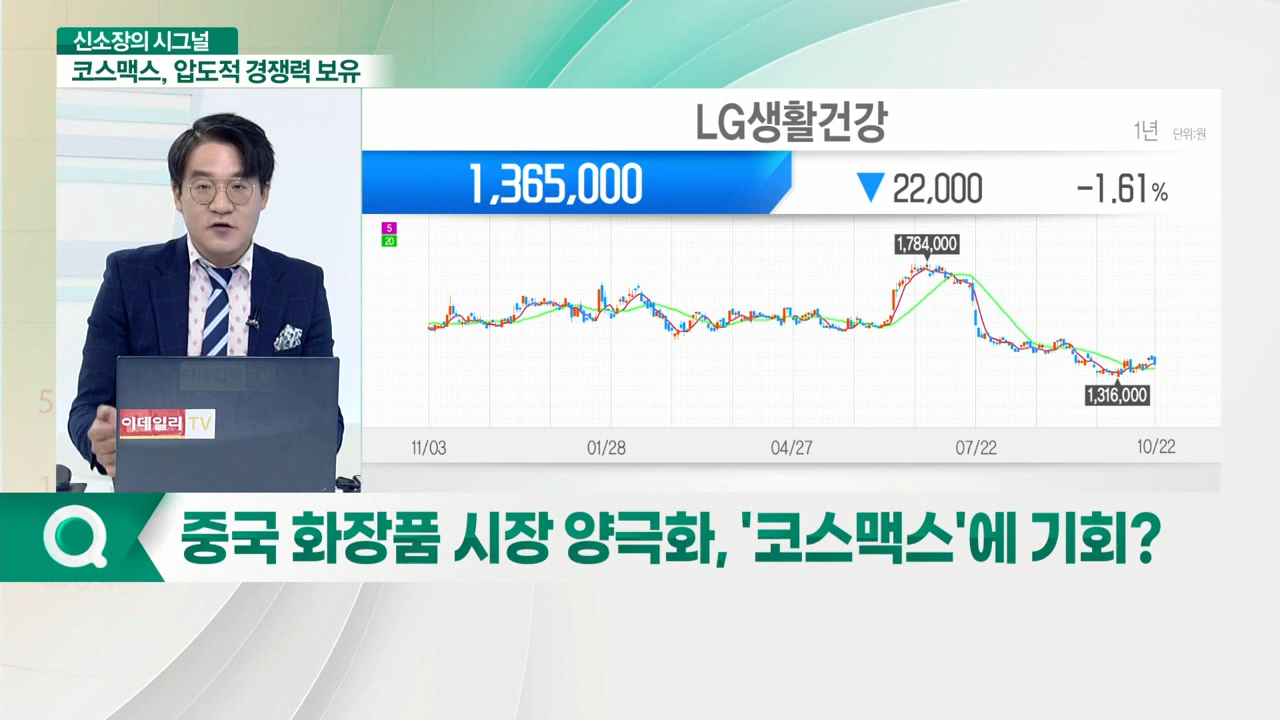 신소장의 시그널
코스맥스, 압도적 경쟁력 보유
LG생활건강
1년 단위:원
1,365,000 ▼ 22,000 -1.61%
5
20
1,784,000
1,316,000
11/03 01/28 04/27 07/22 10/22
이데일리 TV
중국 화장품 시장 양극화, '코스맥스'에 기회?